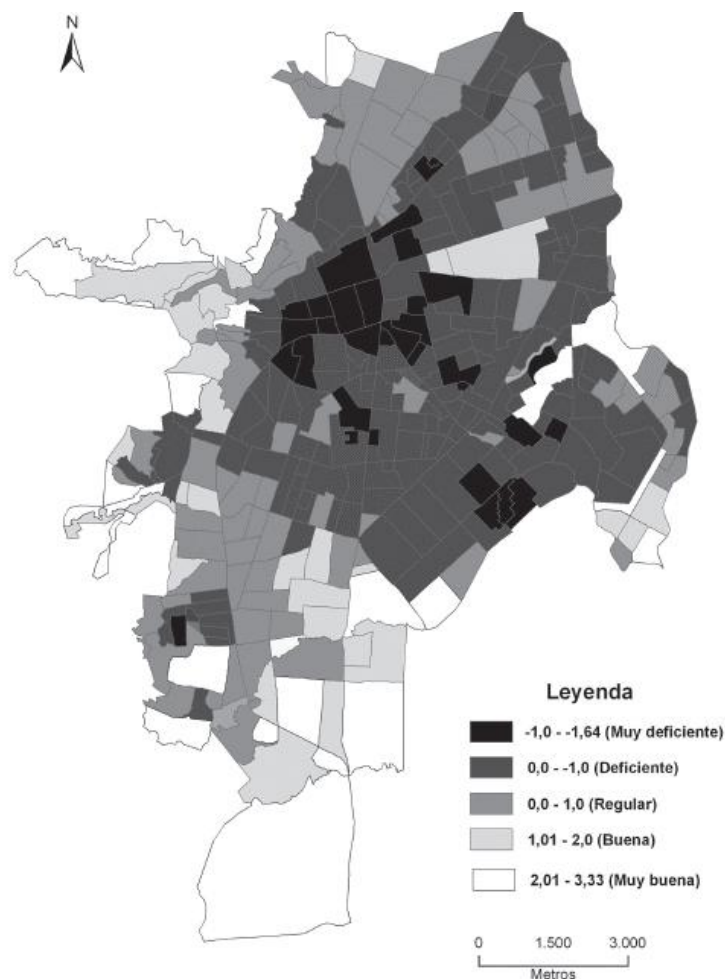 N
Leyenda
-1,0 - -1,64 (Muy deficiente)
0,0 - -1,0 (Deficiente)
0,0 - 1,0 (Regular)
1,01 - 2,0 (Buena)
2,01 - 3,33 (Muy buena)
0 1.500 3.000
Metros